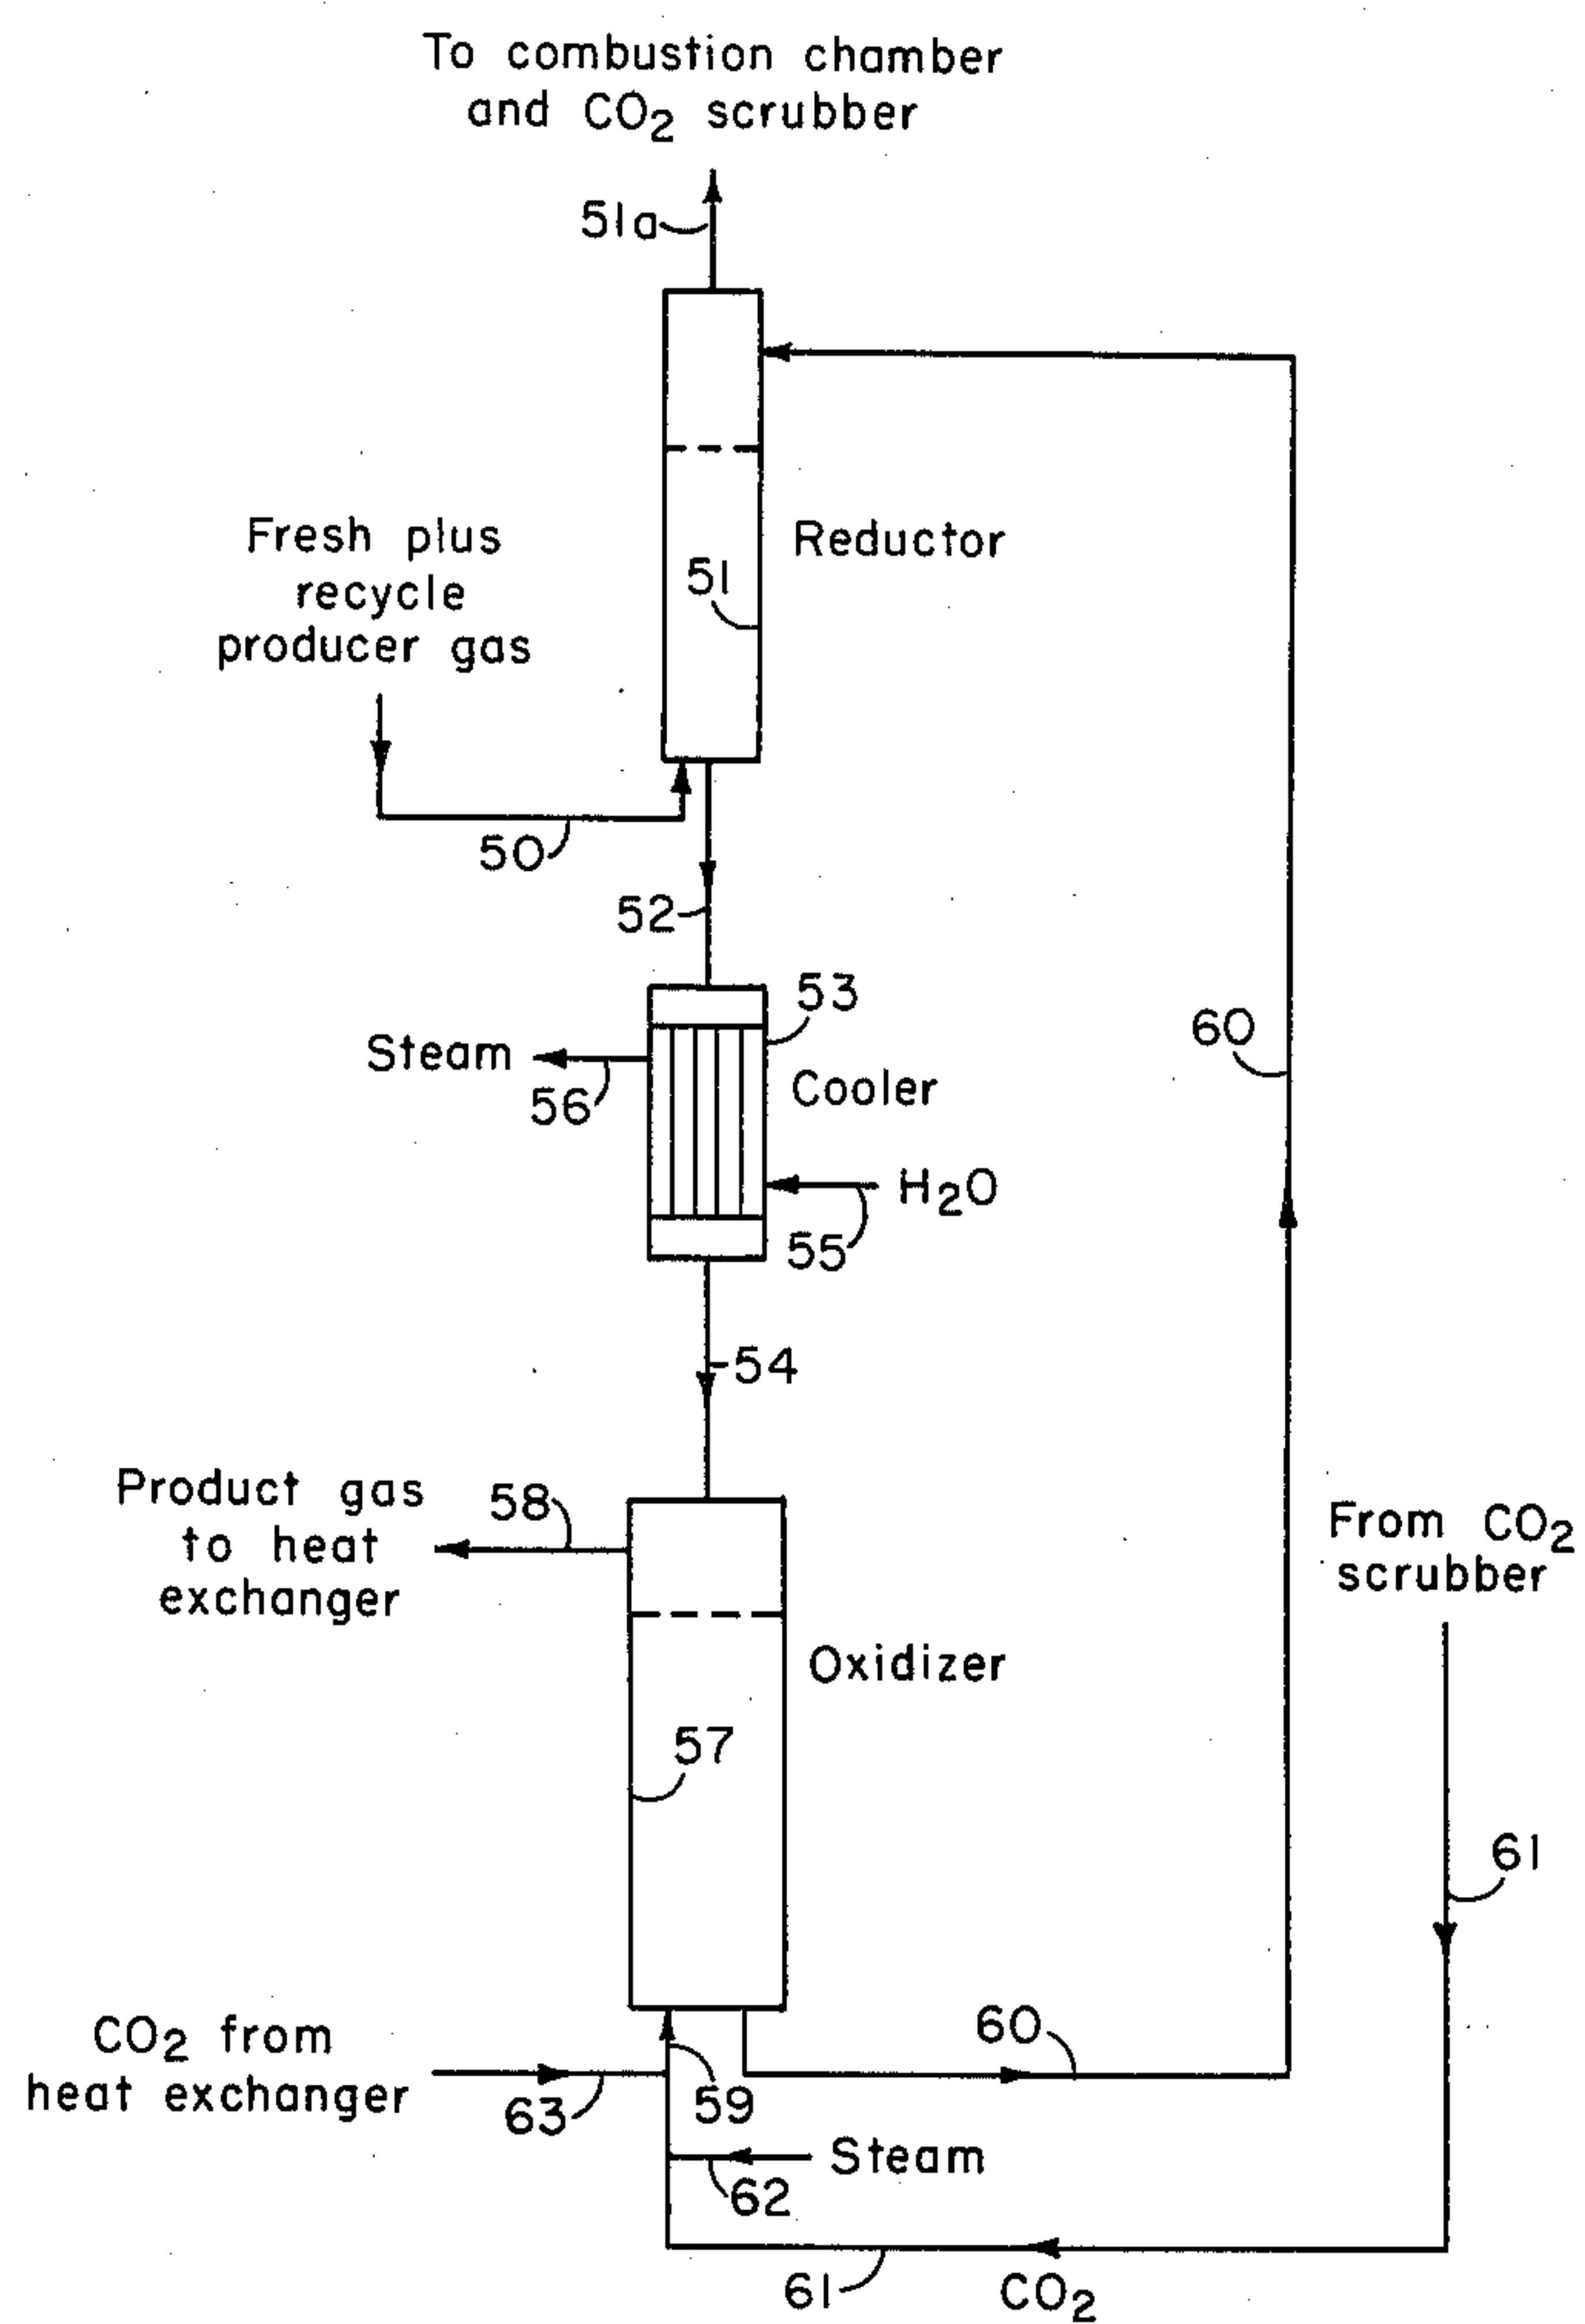 To combustion chamber
and CO₂ scrubber
51a
Fresh plus
recycle
producer gas
Reductor
51
50
52
53
Steam
56
Cooler
H₂O
55
60
54
Product gas
to heat
exchanger
58
From CO₂
scrubber
Oxidizer
57
61
CO₂ from
heat exchanger
63
59
60
Steam
62
61
CO₂